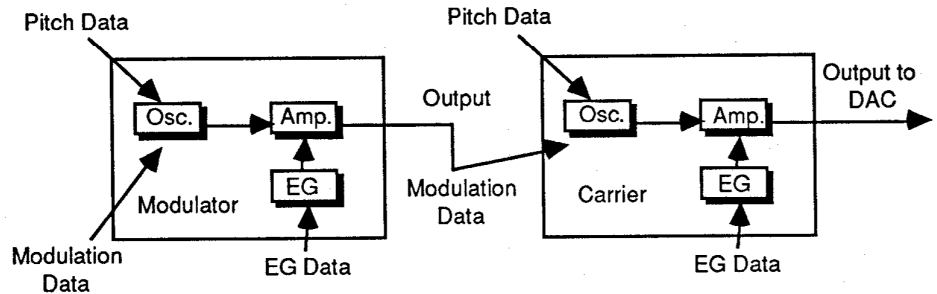 Pitch Data
Osc.
Amp.
EG
Modulator
Modulation
Data
EG Data
Output
Modulation
Data
Pitch Data
Osc.
Amp.
EG
Carrier
EG Data
Output to
DAC